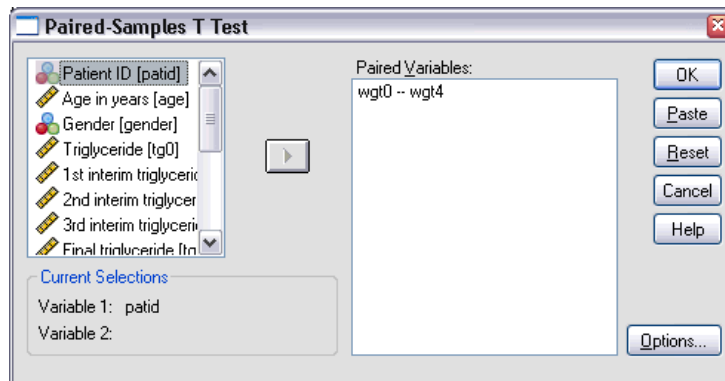 Paired-Samples T Test
Patient ID [patid]
Age in years [age]
Gender [gender]
Triglyceride [tg0]
1st interim triglyceric
2nd interim triglycer
3rd interim triglyceri
Final triglyceride [tg
Current Selections
Variable 1: patid
Variable 2:
Paired Variables:
wgt0 -- wgt4
OK
Paste
Reset
Cancel
Help
Options...